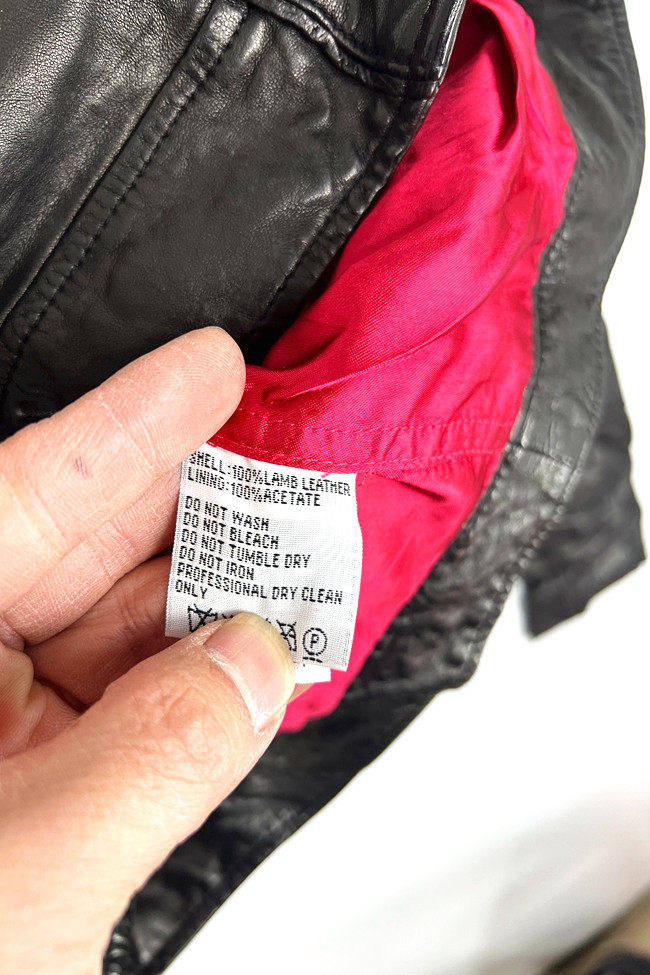 SHELL:100%LAMB LEATHER
LINING:100%ACETATE
DO NOT WASH
DO NOT BLEACH
DO NOT TUMBLE DRY
DO NOT IRON
PROFESSIONAL DRY CLEAN
ONLY
P